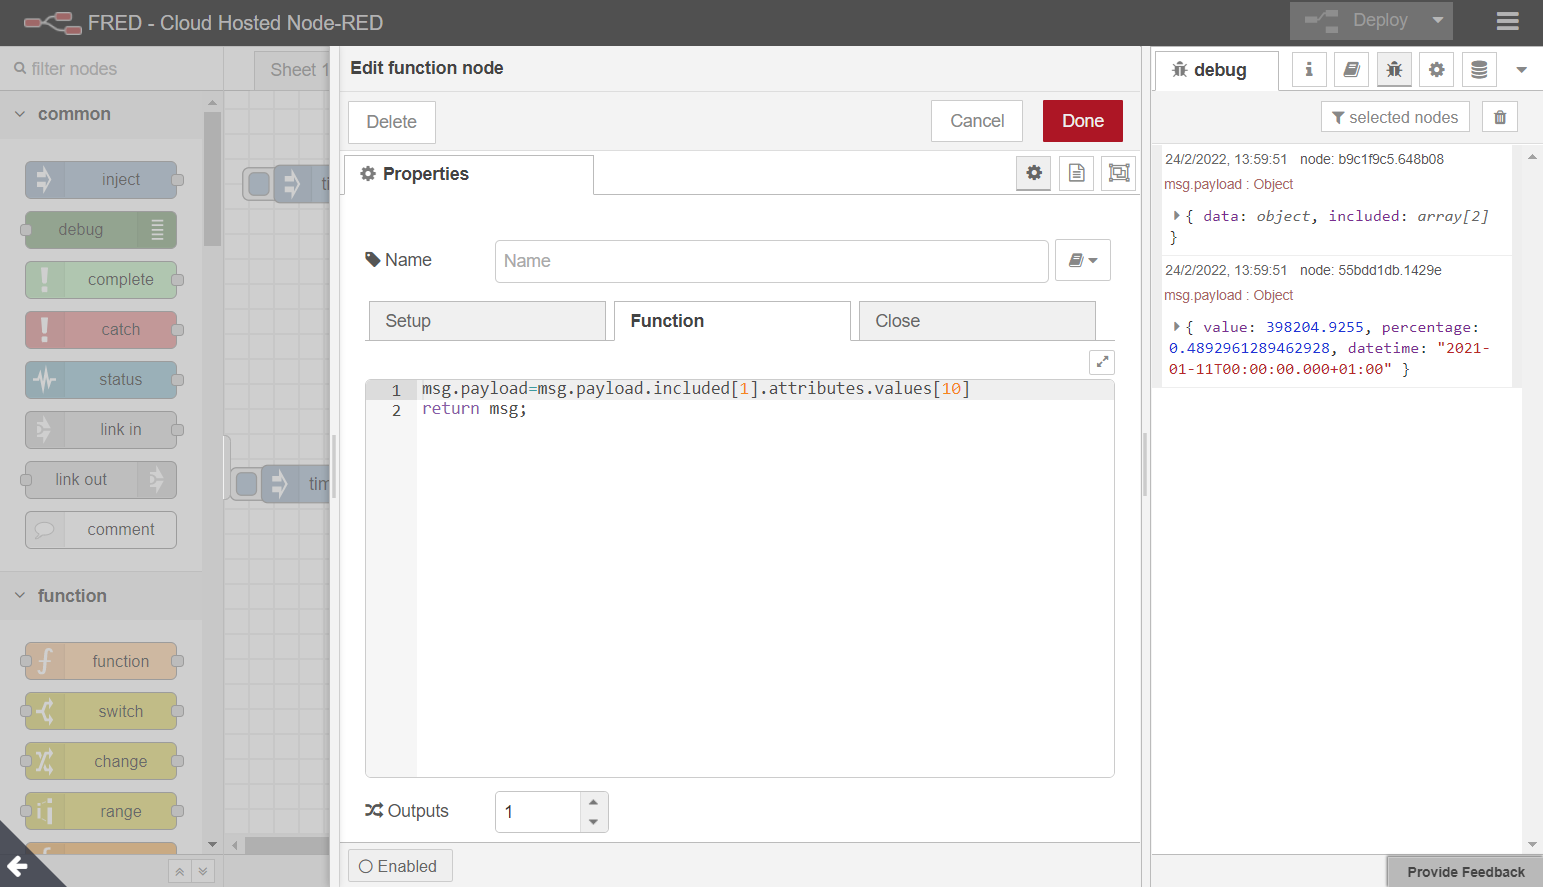 FRED - Cloud Hosted Node-RED
Deploy
filter nodes
Sheet 1
common
inject
debug
complete
catch
status
link in
link out
comment
function
function
switch
change
range
Edit function node
Delete
Cancel
Done
Properties
Name
Name
Setup
Function
Close
1 msg.payload=msg.payload.included[1].attributes.values[10]
2 return msg;
Outputs
1
Enabled
debug
selected nodes
24/2/2022, 13:59:51 node: b9c1f9c5.648b08
msg.payload : Object
{ data: object, included: array[2]
}
24/2/2022, 13:59:51 node: 55bdd1db.1429e
msg.payload : Object
{ value: 398204.9255, percentage:
0.4892961289462928, datetime: "2021-
01-11T00:00:00.000+01:00" }
Provide Feedback